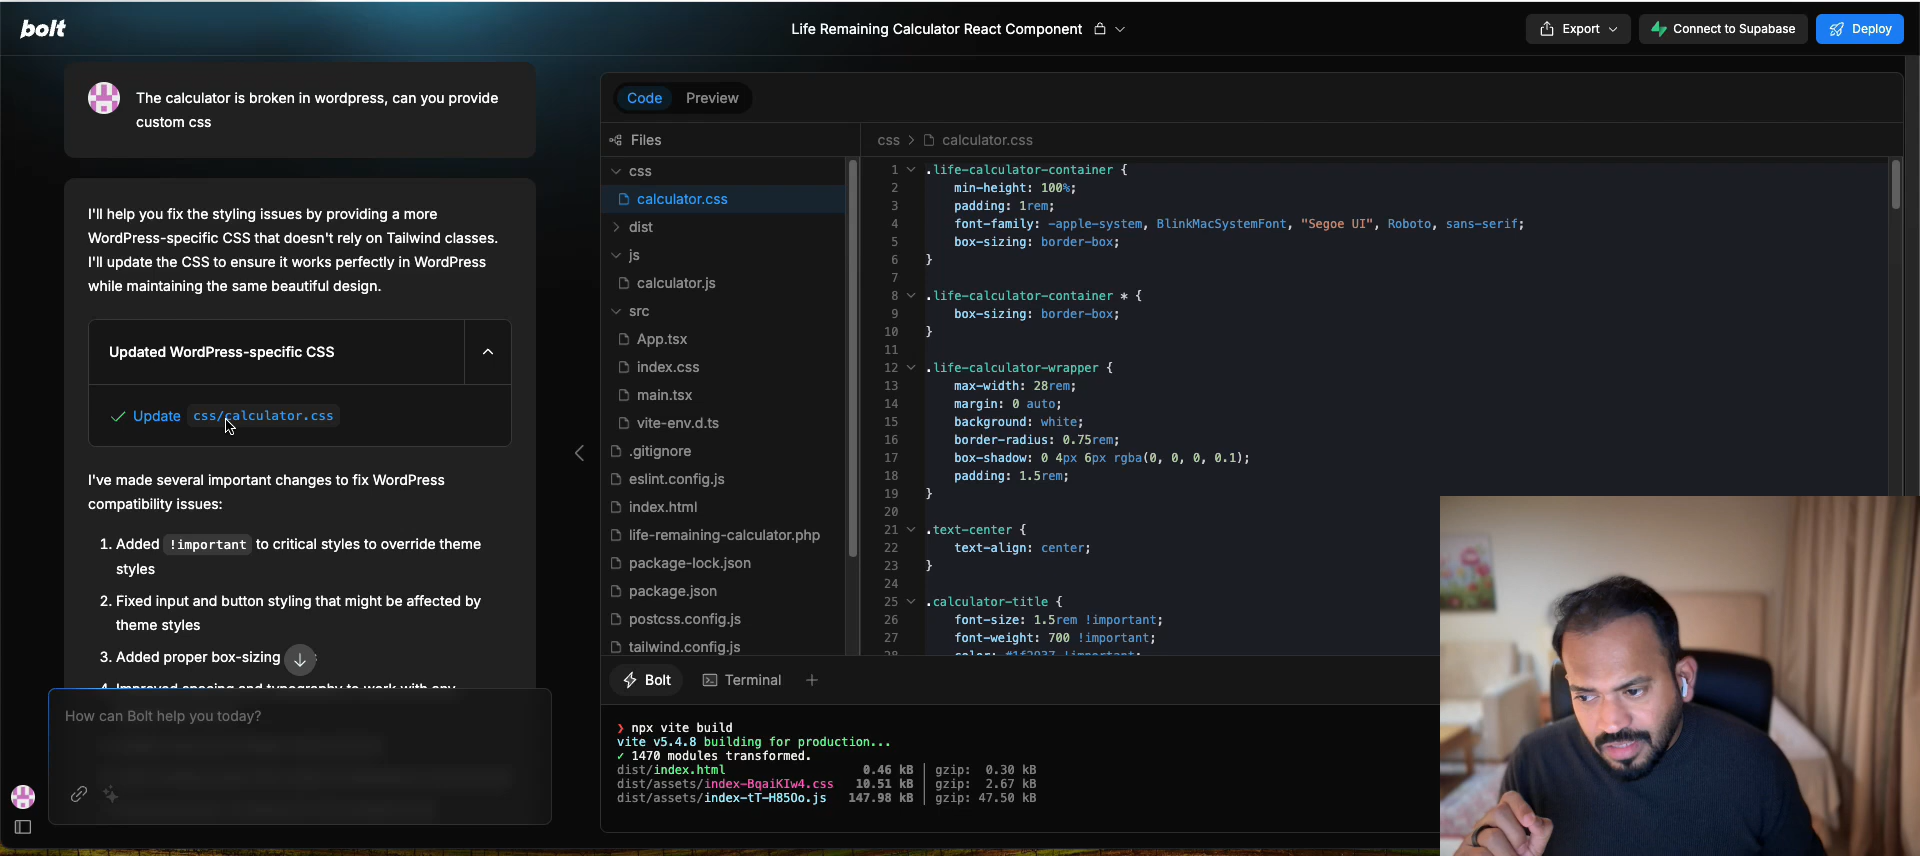 bolt
Life Remaining Calculator React Component
Export
Connect to Supabase
Deploy
The calculator is broken in wordpress, can you provide
custom css
I'll help you fix the styling issues by providing a more
WordPress-specific CSS that doesn't rely on Tailwind classes.
I'll update the CSS to ensure it works perfectly in WordPress
while maintaining the same beautiful design.
Updated WordPress-specific CSS
Update css/calculator.css
I've made several important changes to fix WordPress
compatibility issues:
1. Added !important to critical styles to override theme
styles
2. Fixed input and button styling that might be affected by
theme styles
3. Added proper box-sizing
4. Improved spacing and typography to work with any
How can Bolt help you today?
Code Preview
Files
css
calculator.css
dist
js
calculator.js
src
App.tsx
index.css
main.tsx
vite-env.d.ts
.gitignore
eslint.config.js
index.html
life-remaining-calculator.php
package-lock.json
package.json
postcss.config.js
tailwind.config.js
css > calculator.css
1 .life-calculator-container {
2 min-height: 100%;
3 padding: 1rem;
4 font-family: -apple-system, BlinkMacSystemFont, "Segoe UI", Roboto, sans-serif;
5 box-sizing: border-box;
6 }
7
8 .life-calculator-container * {
9 box-sizing: border-box;
10 }
11
12 .life-calculator-wrapper {
13 max-width: 28rem;
14 margin: 0 auto;
15 background: white;
16 border-radius: 0.75rem;
17 box-shadow: 0 4px 6px rgba(0, 0, 0, 0.1);
18 padding: 1.5rem;
19 }
20
21 .text-center {
22 text-align: center;
23 }
24
25 .calculator-title {
26 font-size: 1.5rem !important;
27 font-weight: 700 !important;
28 color: #1f2937 !important;
Bolt Terminal
❯ npx vite build
vite v5.4.8 building for production...
✓ 1470 modules transformed.
dist/index.html 0.46 kB │ gzip: 0.30 kB
dist/assets/index-BqaiKIw4.css 10.51 kB │ gzip: 2.67 kB
dist/assets/index-tT-H85Oo.js 147.98 kB │ gzip: 47.50 kB